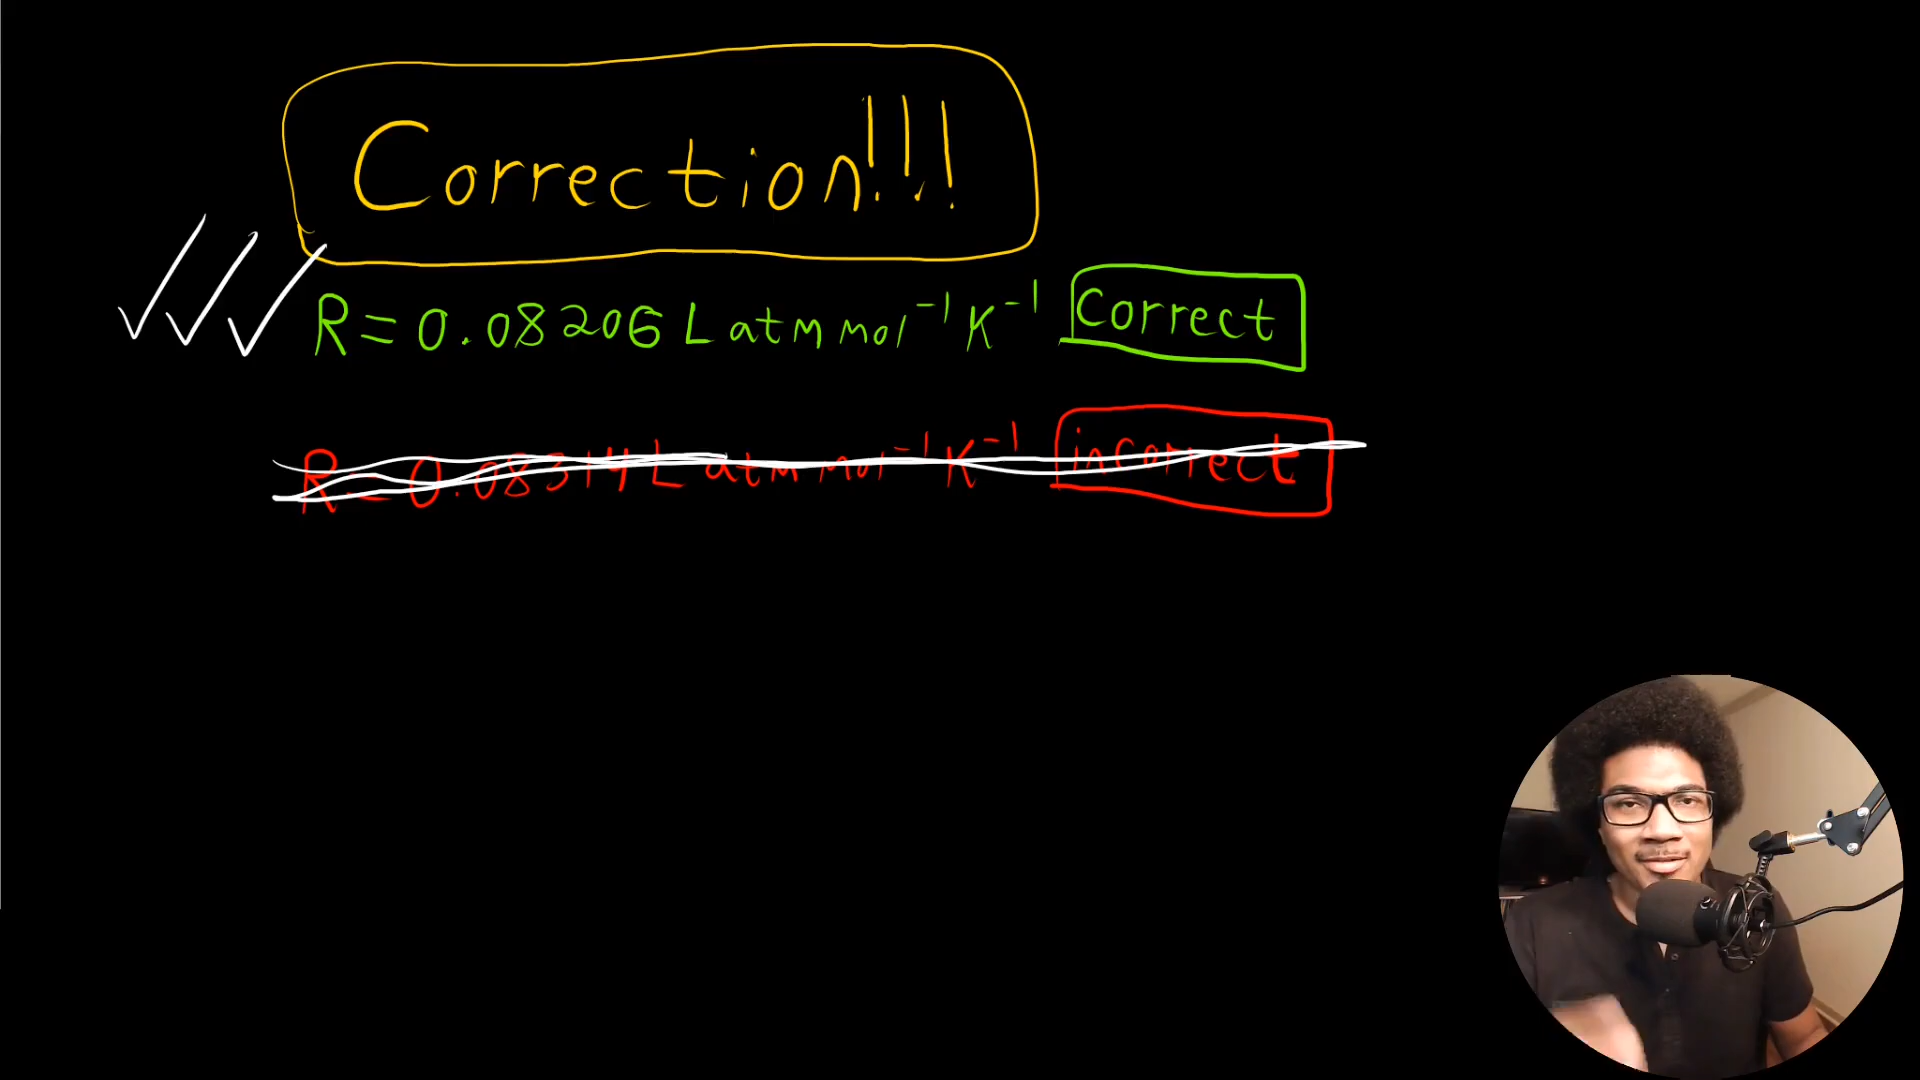 Correction!!!
R = 0.08206 L atm mol⁻¹ K⁻¹ Correct
R = 0.08314 L atm mol⁻¹ K⁻¹ incorrect